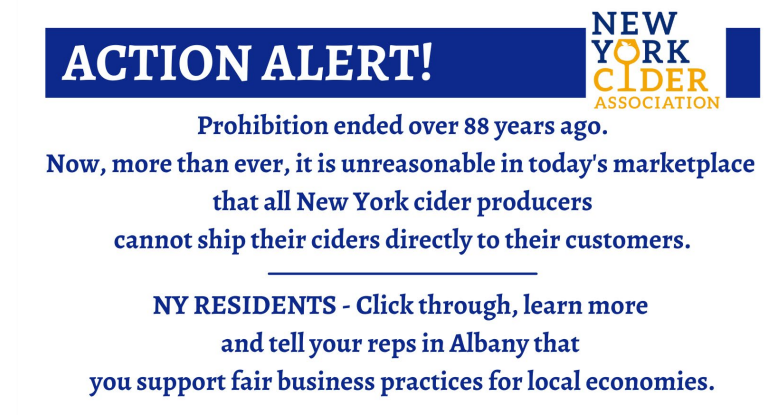 ACTION ALERT!
NEW
YORK
CIDER
ASSOCIATION
Prohibition ended over 88 years ago.
Now, more than ever, it is unreasonable in today's marketplace
that all New York cider producers
cannot ship their ciders directly to their customers.
NY RESIDENTS - Click through, learn more
and tell your reps in Albany that
you support fair business practices for local economies.